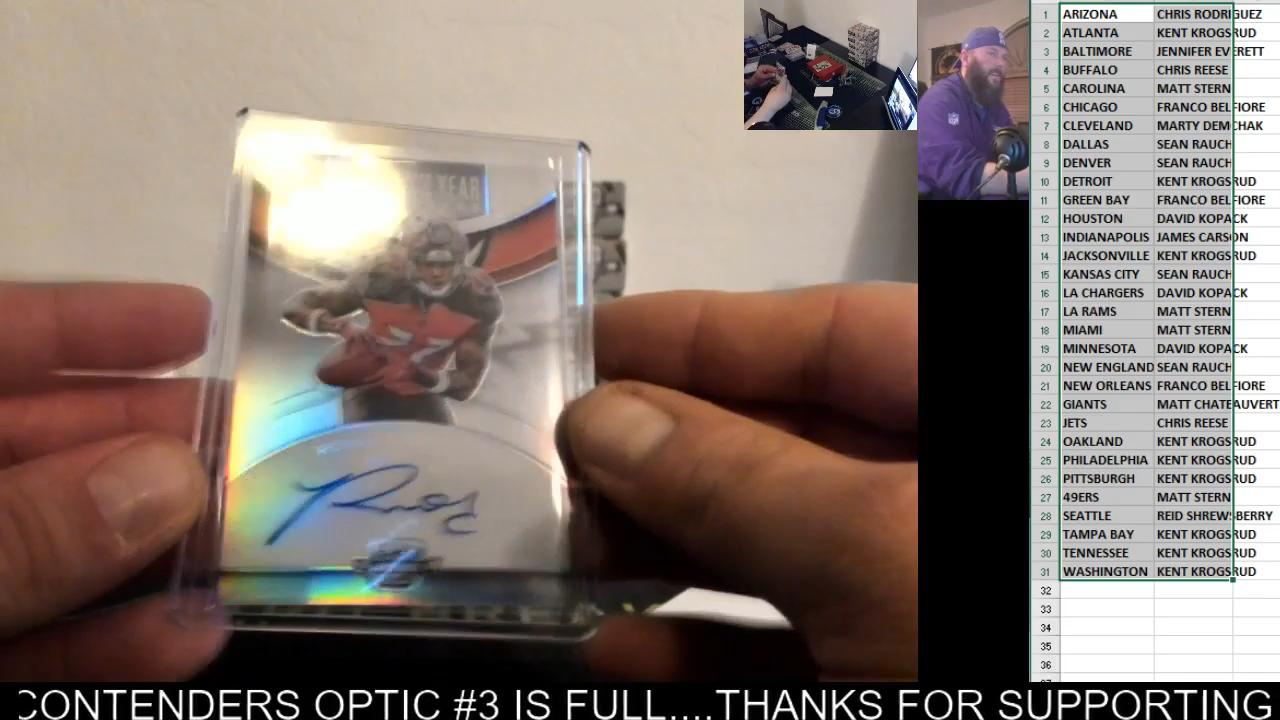 YEAR
1 ARIZONA CHRIS RODRIGUEZ
2 ATLANTA KENT KROGSRUD
3 BALTIMORE JENNIFER EVERETT
4 BUFFALO CHRIS REESE
5 CAROLINA MATT STERN
6 CHICAGO FRANCO BELFIORE
7 CLEVELAND MARTY DEMCHAK
8 DALLAS SEAN RAUCH
9 DENVER SEAN RAUCH
10 DETROIT KENT KROGSRUD
11 GREEN BAY FRANCO BELFIORE
12 HOUSTON DAVID KOPACK
13 INDIANAPOLIS JAMES CARSON
14 JACKSONVILLE KENT KROGSRUD
15 KANSAS CITY SEAN RAUCH
16 LA CHARGERS DAVID KOPACK
17 LA RAMS MATT STERN
18 MIAMI MATT STERN
19 MINNESOTA DAVID KOPACK
20 NEW ENGLAND SEAN RAUCH
21 NEW ORLEANS FRANCO BELFIORE
22 GIANTS MATT CHATEAUVERT
23 JETS CHRIS REESE
24 OAKLAND KENT KROGSRUD
25 PHILADELPHIA KENT KROGSRUD
26 PITTSBURGH KENT KROGSRUD
27 49ERS MATT STERN
28 SEATTLE REID SHREWSBERRY
29 TAMPA BAY KENT KROGSRUD
30 TENNESSEE KENT KROGSRUD
31 WASHINGTON KENT KROGSRUD
32
33
34
35
36
CONTENDERS OPTIC #3 IS FULL....THANKS FOR SUPPORTING